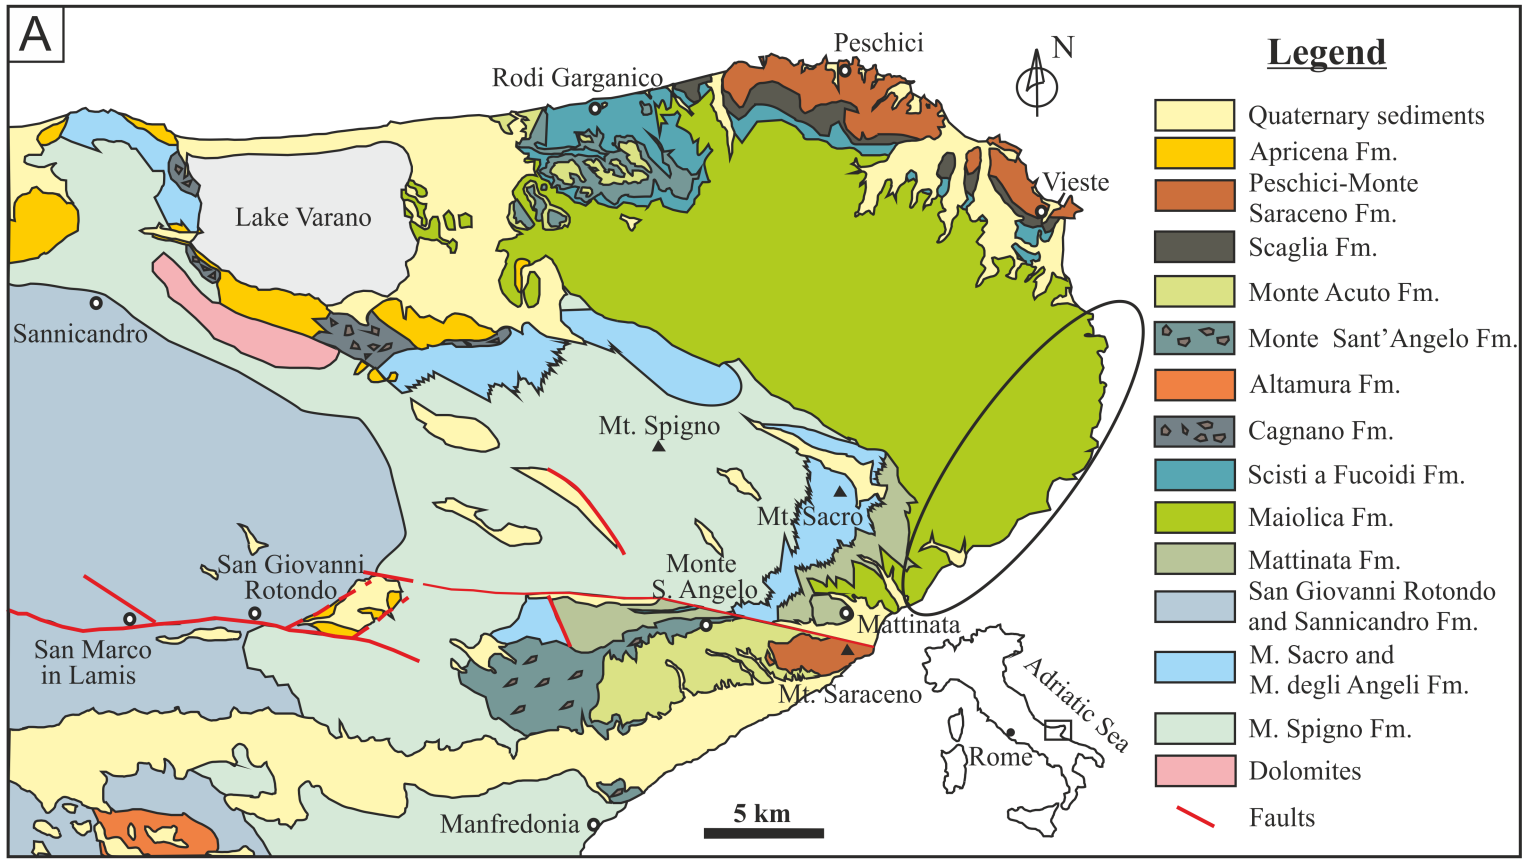 A
Peschici
N
Rodi Garganico
Vieste
Lake Varano
Sannicandro
Mt. Spigno
Mt. Sacro
San Giovanni
Rotondo
Monte
S. Angelo
Mattinata
San Marco
in Lamis
Mt. Saraceno
Manfredonia
5 km
Adriatic Sea
Rome
Legend
Quaternary sediments
Apricena Fm.
Peschici-Monte
Saraceno Fm.
Scaglia Fm.
Monte Acuto Fm.
Monte Sant'Angelo Fm.
Altamura Fm.
Cagnano Fm.
Scisti a Fucoidi Fm.
Maiolica Fm.
Mattinata Fm.
San Giovanni Rotondo
and Sannicandro Fm.
M. Sacro and
M. degli Angeli Fm.
M. Spigno Fm.
Dolomites
Faults